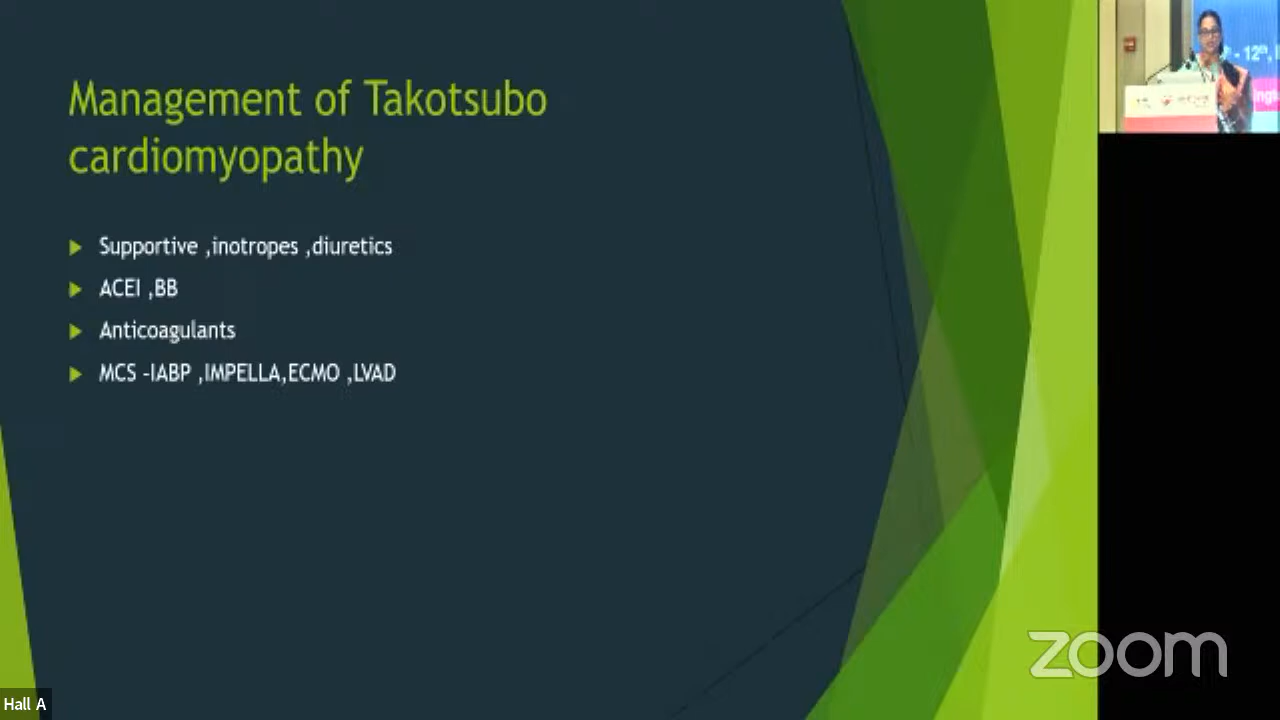 Management of Takotsubo
cardiomyopathy
Supportive ,inotropes ,diuretics
ACEI ,BB
Anticoagulants
MCS -IABP ,IMPELLA,ECMO ,LVAD
zoom
Hall A